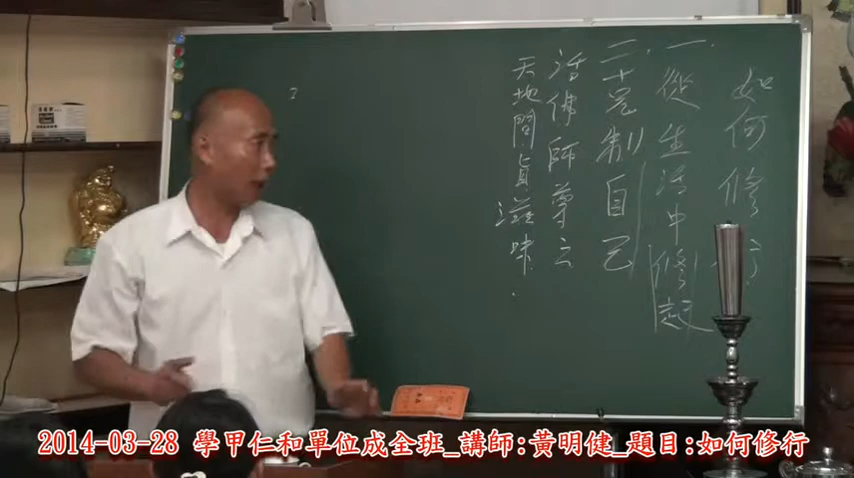 如何修行
一.從生活中修起
二.克制自己
活佛師尊云
天地間真滋味.
2014-03-28 學甲仁和單位成全班_講師:黃明健_題目:如何修行